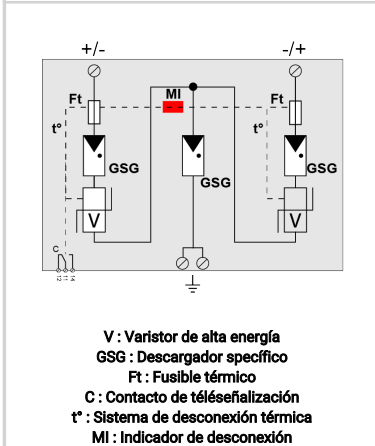 +/-
-/+
Ft
MI
Ft
t°
t°
GSG
GSG
GSG
V
V
C
V : Varistor de alta energía
GSG : Descargador specífico
Ft : Fusible térmico
C : Contacto de téléseñalización
t° : Sistema de desconexión térmica
MI : Indicador de desconexión